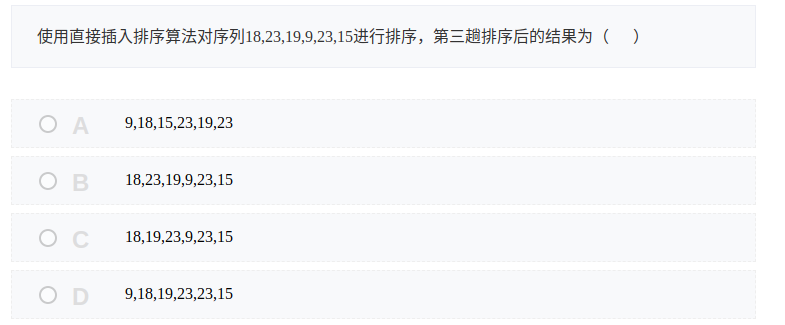 使用直接插入排序算法对序列18,23,19,9,23,15进行排序，第三趟排序后的结果为（ ）
A 9,18,15,23,19,23
B 18,23,19,9,23,15
C 18,19,23,9,23,15
D 9,18,19,23,23,15